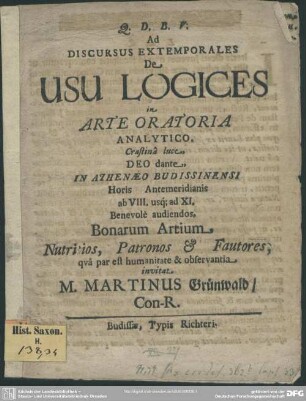 Q. D. B. V.
Ad
DISCURSUS EXTEMPORALES
De
USU LOGICES
in
ARTE ORATORIA
ANALYTICO,
Crastinâ luce
DEO dante,
IN ATHENÆO BUDISSINENSI
Horis Antemeridianis
ab VIII. usq; ad XI.
Benevolè audiendos,
Bonarum Artium
Nutritios, Patronos & Fautores,
quâ par est humanitate & observantia
invitat
M. MARTINUS Grünwald/
Con-R.
Budissæ, Typis Richteri.
Hist. Saxon.
H.